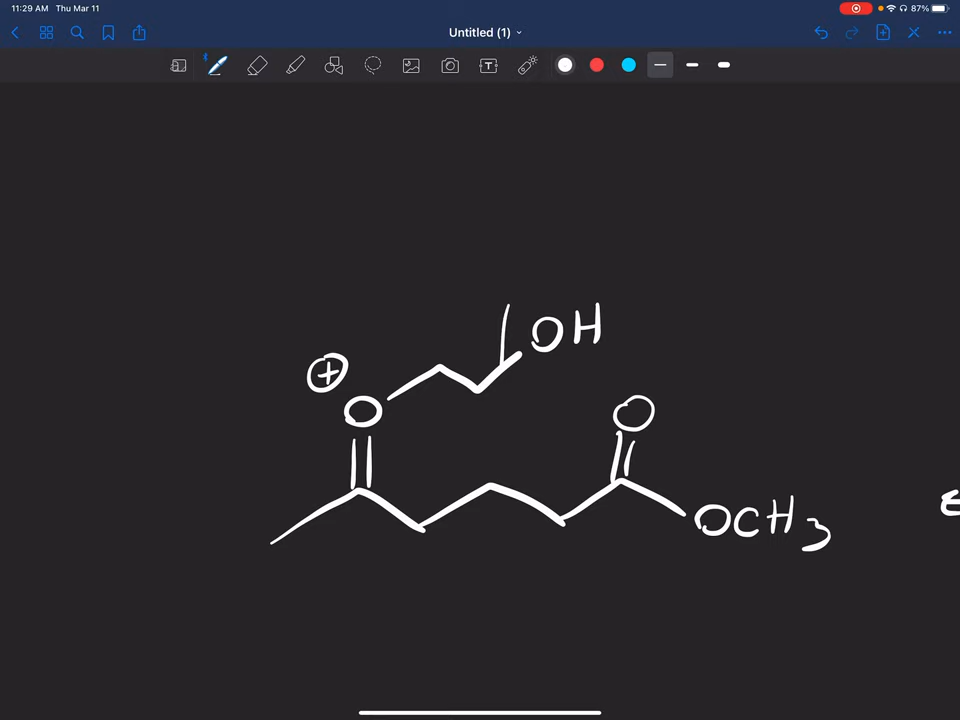 11:29 AM Thu Mar 11
87%
Untitled (1)
T
OH
⊕
O
O
OCH3